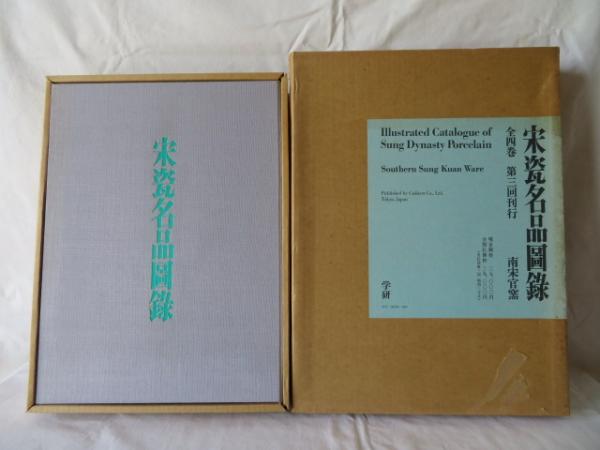 宋瓷名品圖錄
Illustrated Catalogue of
Sung Dynasty Porcelain
Southern Sung Kuan Ware
Published by Gakken Co., Ltd.
Tokyo, Japan
宋瓷名品圖錄
南宋官窯
全四巻 第三回刊行
学研